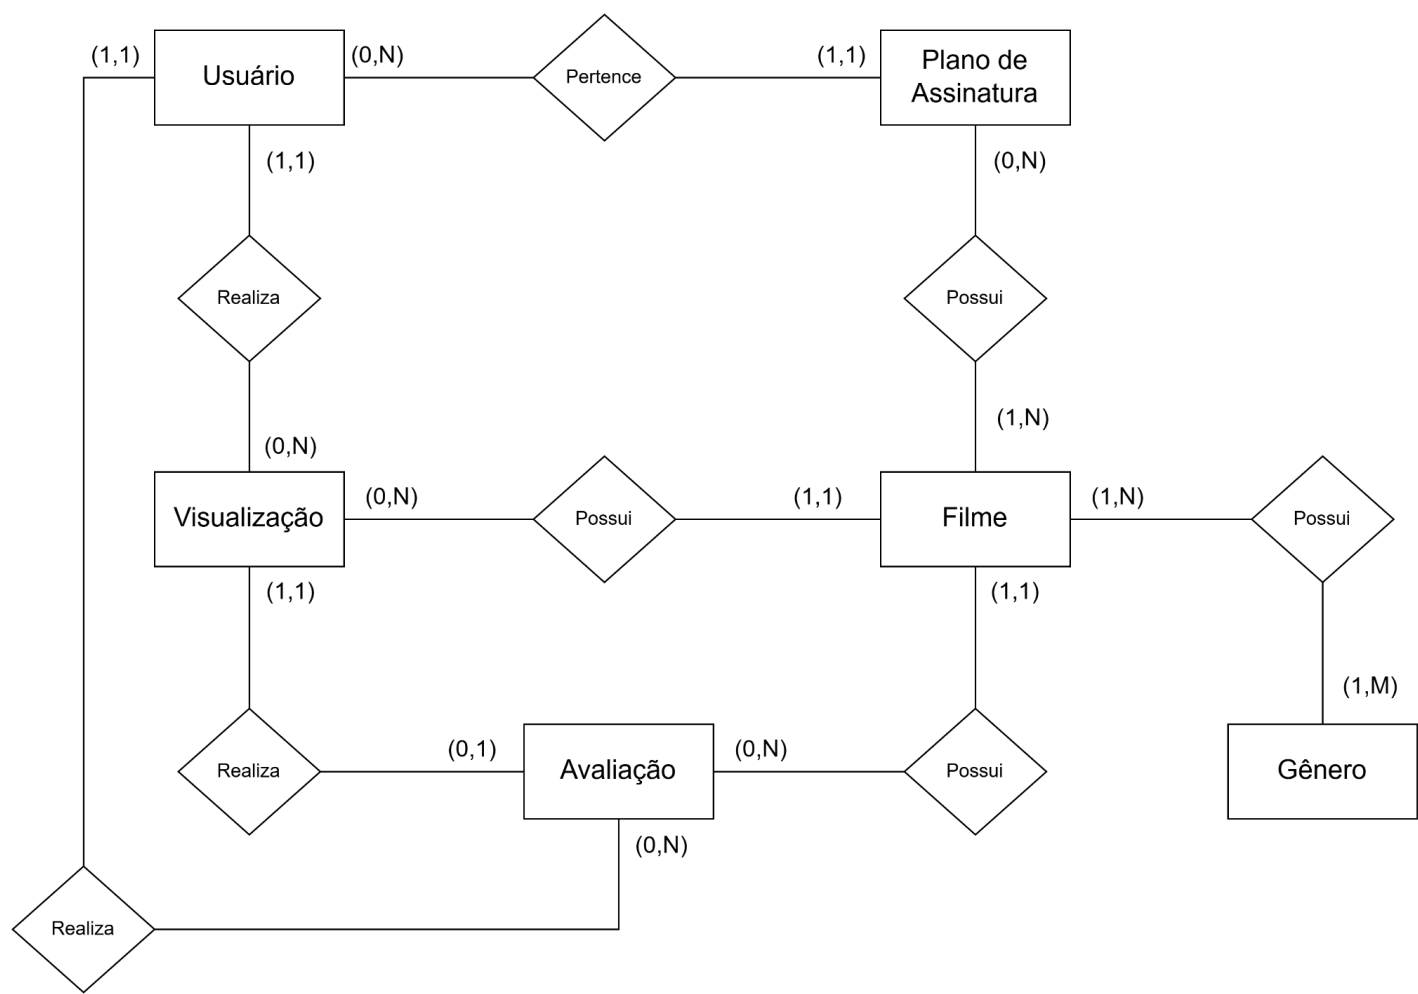 (1,1)
Usuário
(0,N)
Pertence
(1,1)
Plano de
Assinatura
(1,1)
(0,N)
Realiza
Possui
(0,N)
(1,N)
Visualização
(0,N)
Possui
(1,1)
Filme
(1,N)
Possui
(1,1)
(1,1)
(1,M)
Realiza
(0,1)
Avaliação
(0,N)
Possui
Gênero
(0,N)
Realiza